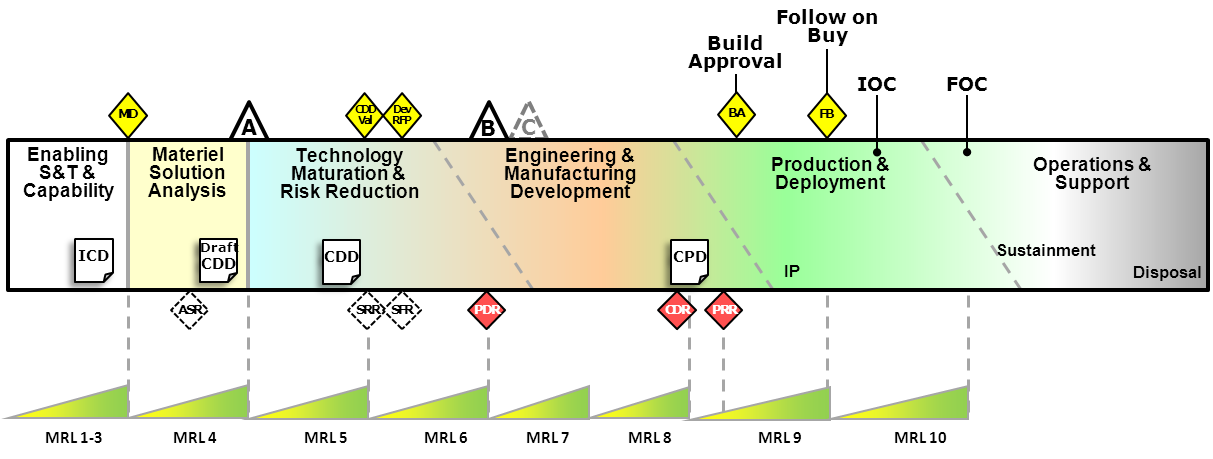 Follow on
Buy
Build
Approval
IOC
FOC
MD
A
CDD
Val
Dev
RFP
B
C
BA
FB
Enabling
S&T &
Capability
Materiel
Solution
Analysis
Technology
Maturation &
Risk Reduction
Engineering &
Manufacturing
Development
Production &
Deployment
Operations &
Support
ICD
Draft
CDD
CDD
CPD
IP
Sustainment
Disposal
ASR
SRR
SFR
PDR
CDR
PRR
MRL 1-3
MRL 4
MRL 5
MRL 6
MRL 7
MRL 8
MRL 9
MRL 10